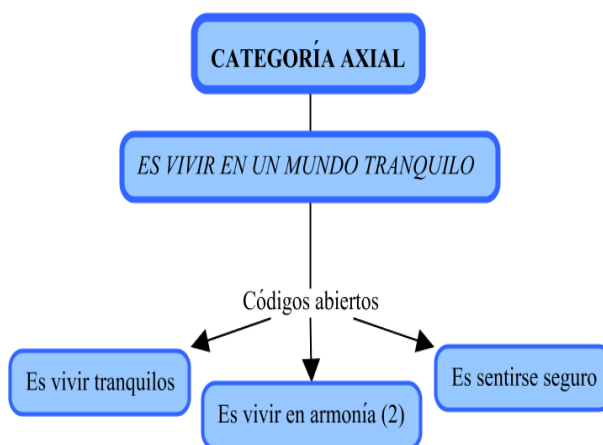 CATEGORÍA AXIAL
ES VIVIR EN UN MUNDO TRANQUILO
Códigos abiertos
Es vivir tranquilos
Es vivir en armonía (2)
Es sentirse seguro